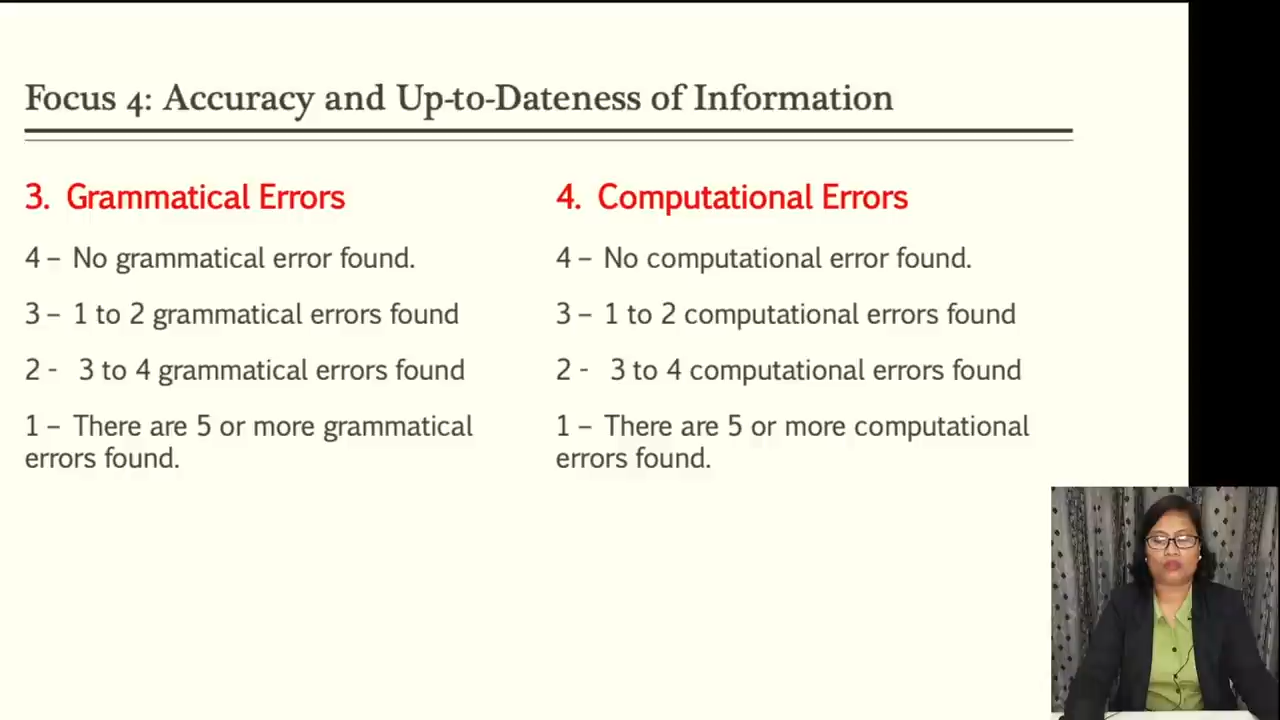 Focus 4: Accuracy and Up-to-Dateness of Information
3. Grammatical Errors
4 – No grammatical error found.
3 – 1 to 2 grammatical errors found
2 - 3 to 4 grammatical errors found
1 – There are 5 or more grammatical
errors found.
4. Computational Errors
4 – No computational error found.
3 – 1 to 2 computational errors found
2 - 3 to 4 computational errors found
1 – There are 5 or more computational
errors found.